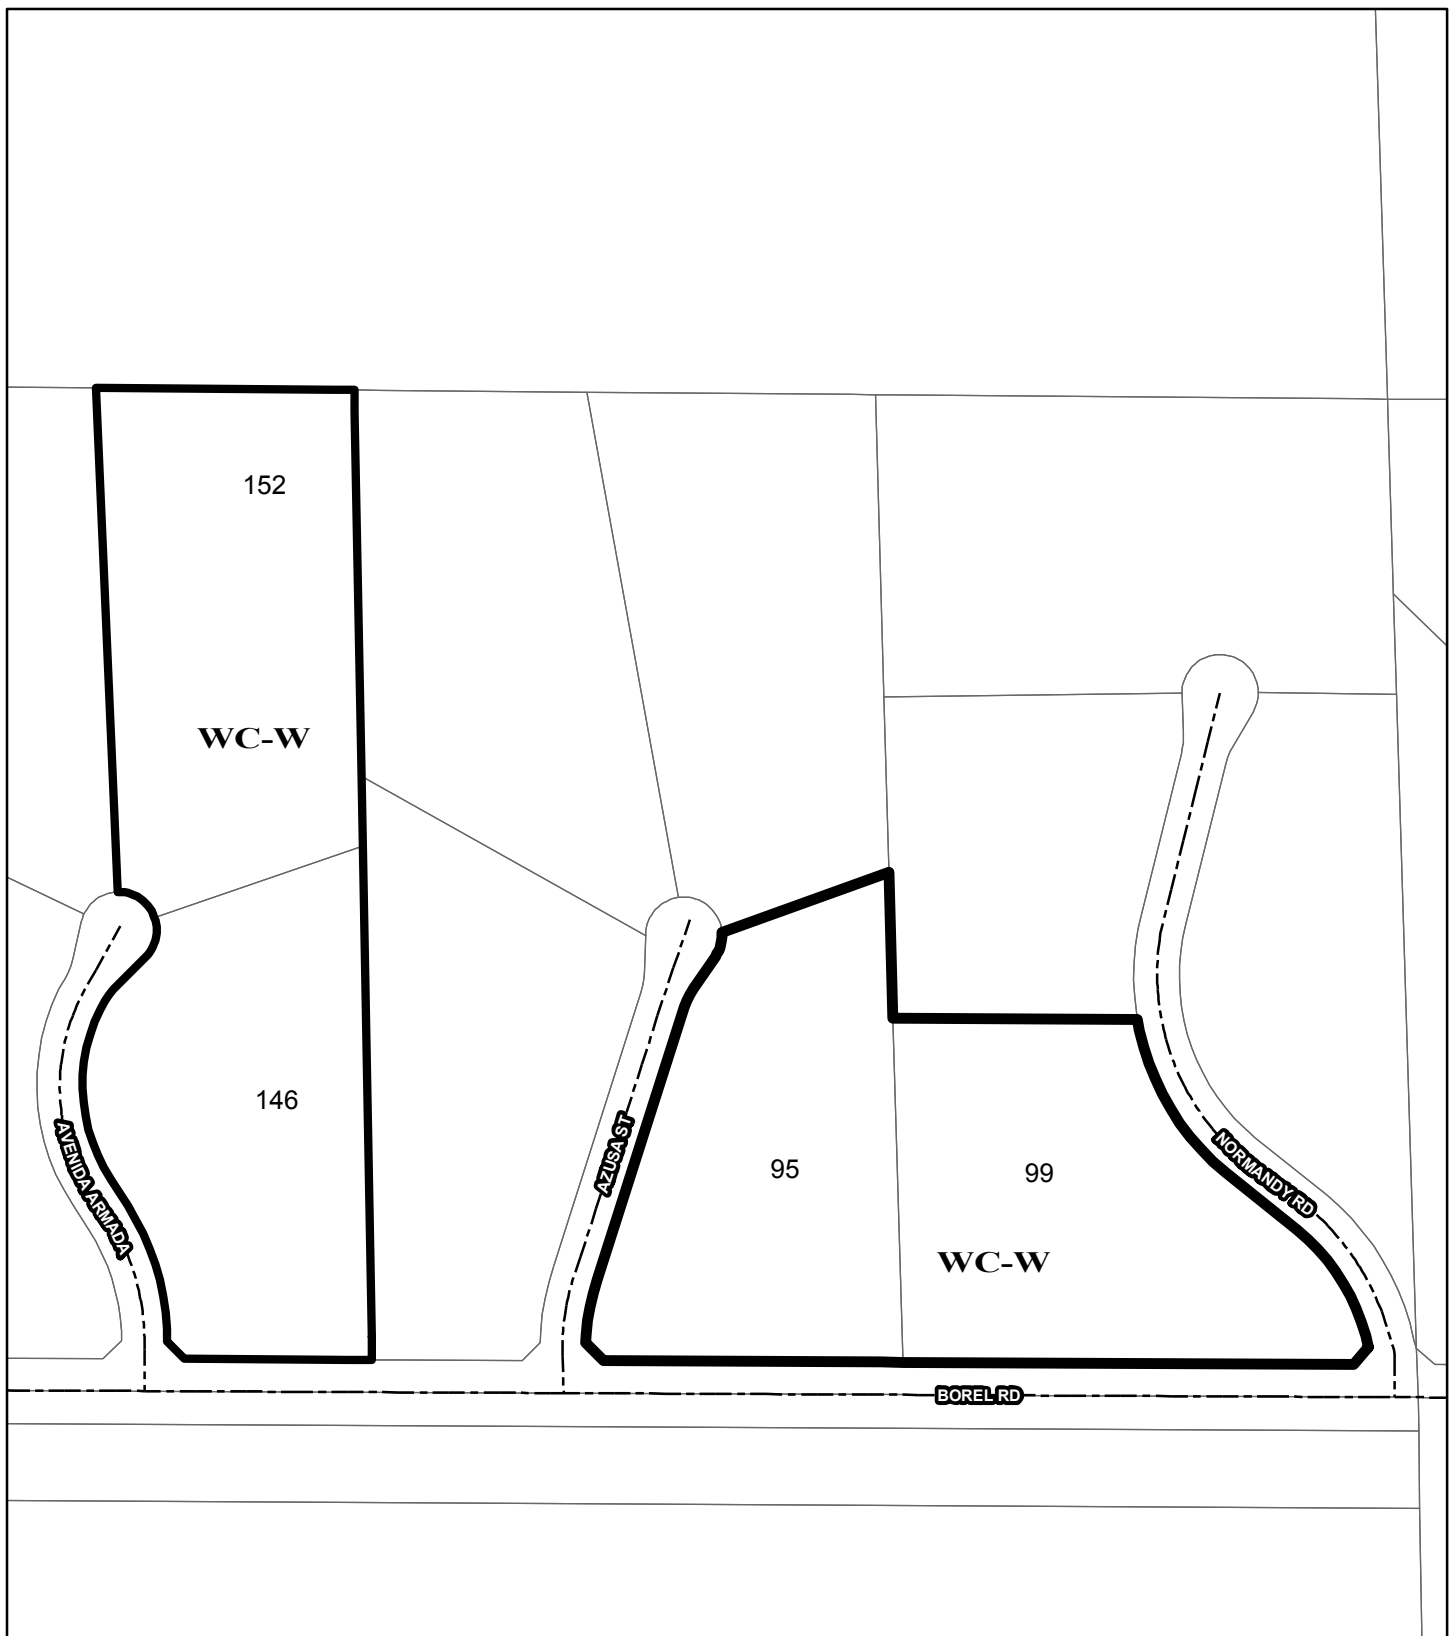 152
WC-W
146
AVENIDA ARMADA
AZUSA ST
95
99
NORMANDY RD
WC-W
BOREL RD